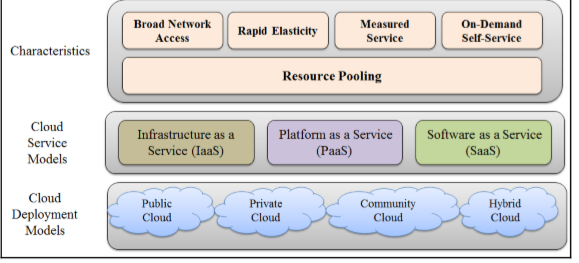 Characteristics
Broad Network
Access
Rapid Elasticity
Measured
Service
On-Demand
Self-Service
Resource Pooling
Cloud
Service
Models
Infrastructure as a
Service (IaaS)
Platform as a Service
(PaaS)
Software as a Service
(SaaS)
Cloud
Deployment
Models
Public
Cloud
Private
Cloud
Community
Cloud
Hybrid
Cloud